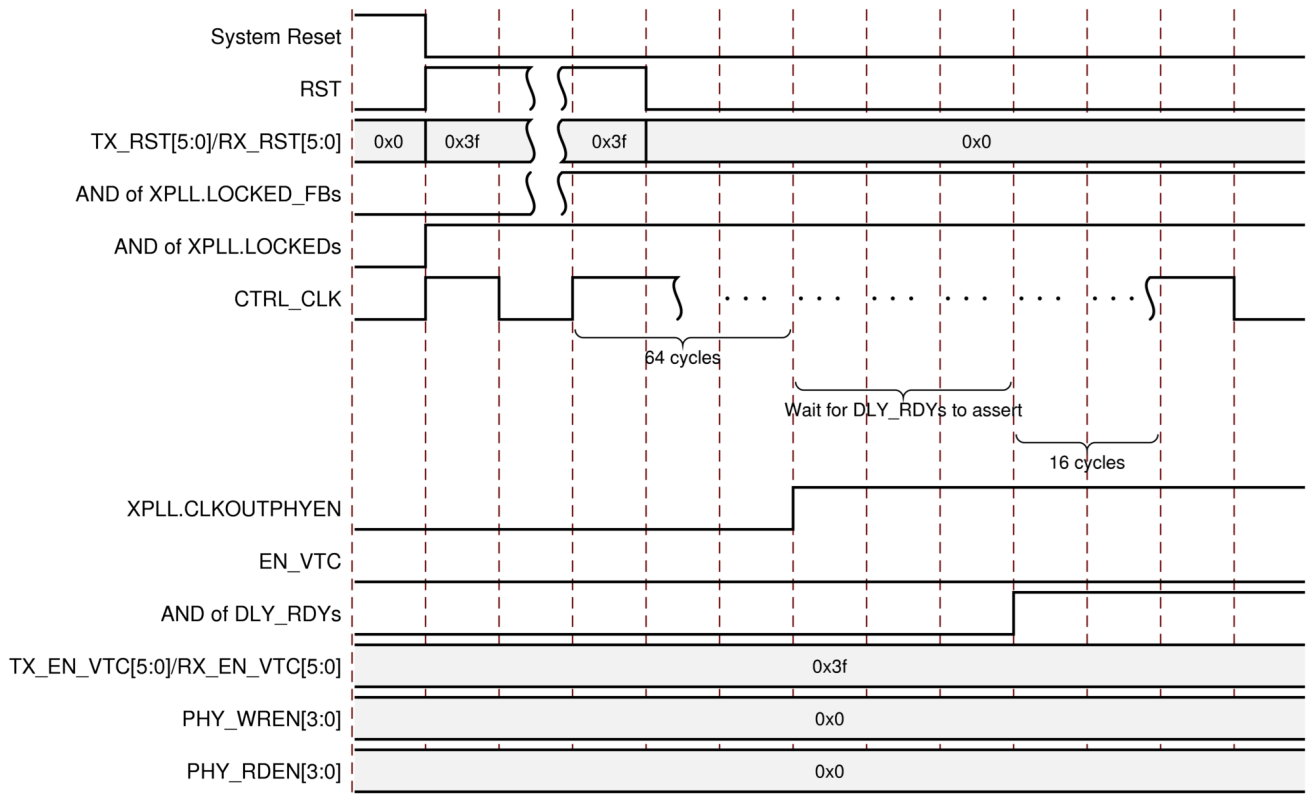 System Reset
RST
TX_RST[5:0]/RX_RST[5:0] 0x0 0x3f 0x3f 0x0
AND of XPLL.LOCKED_FBs
AND of XPLL.LOCKEDs
CTRL_CLK
64 cycles
Wait for DLY_RDYs to assert
16 cycles
XPLL.CLKOUTPHYEN
EN_VTC
AND of DLY_RDYs
TX_EN_VTC[5:0]/RX_EN_VTC[5:0] 0x3f
PHY_WREN[3:0] 0x0
PHY_RDEN[3:0] 0x0